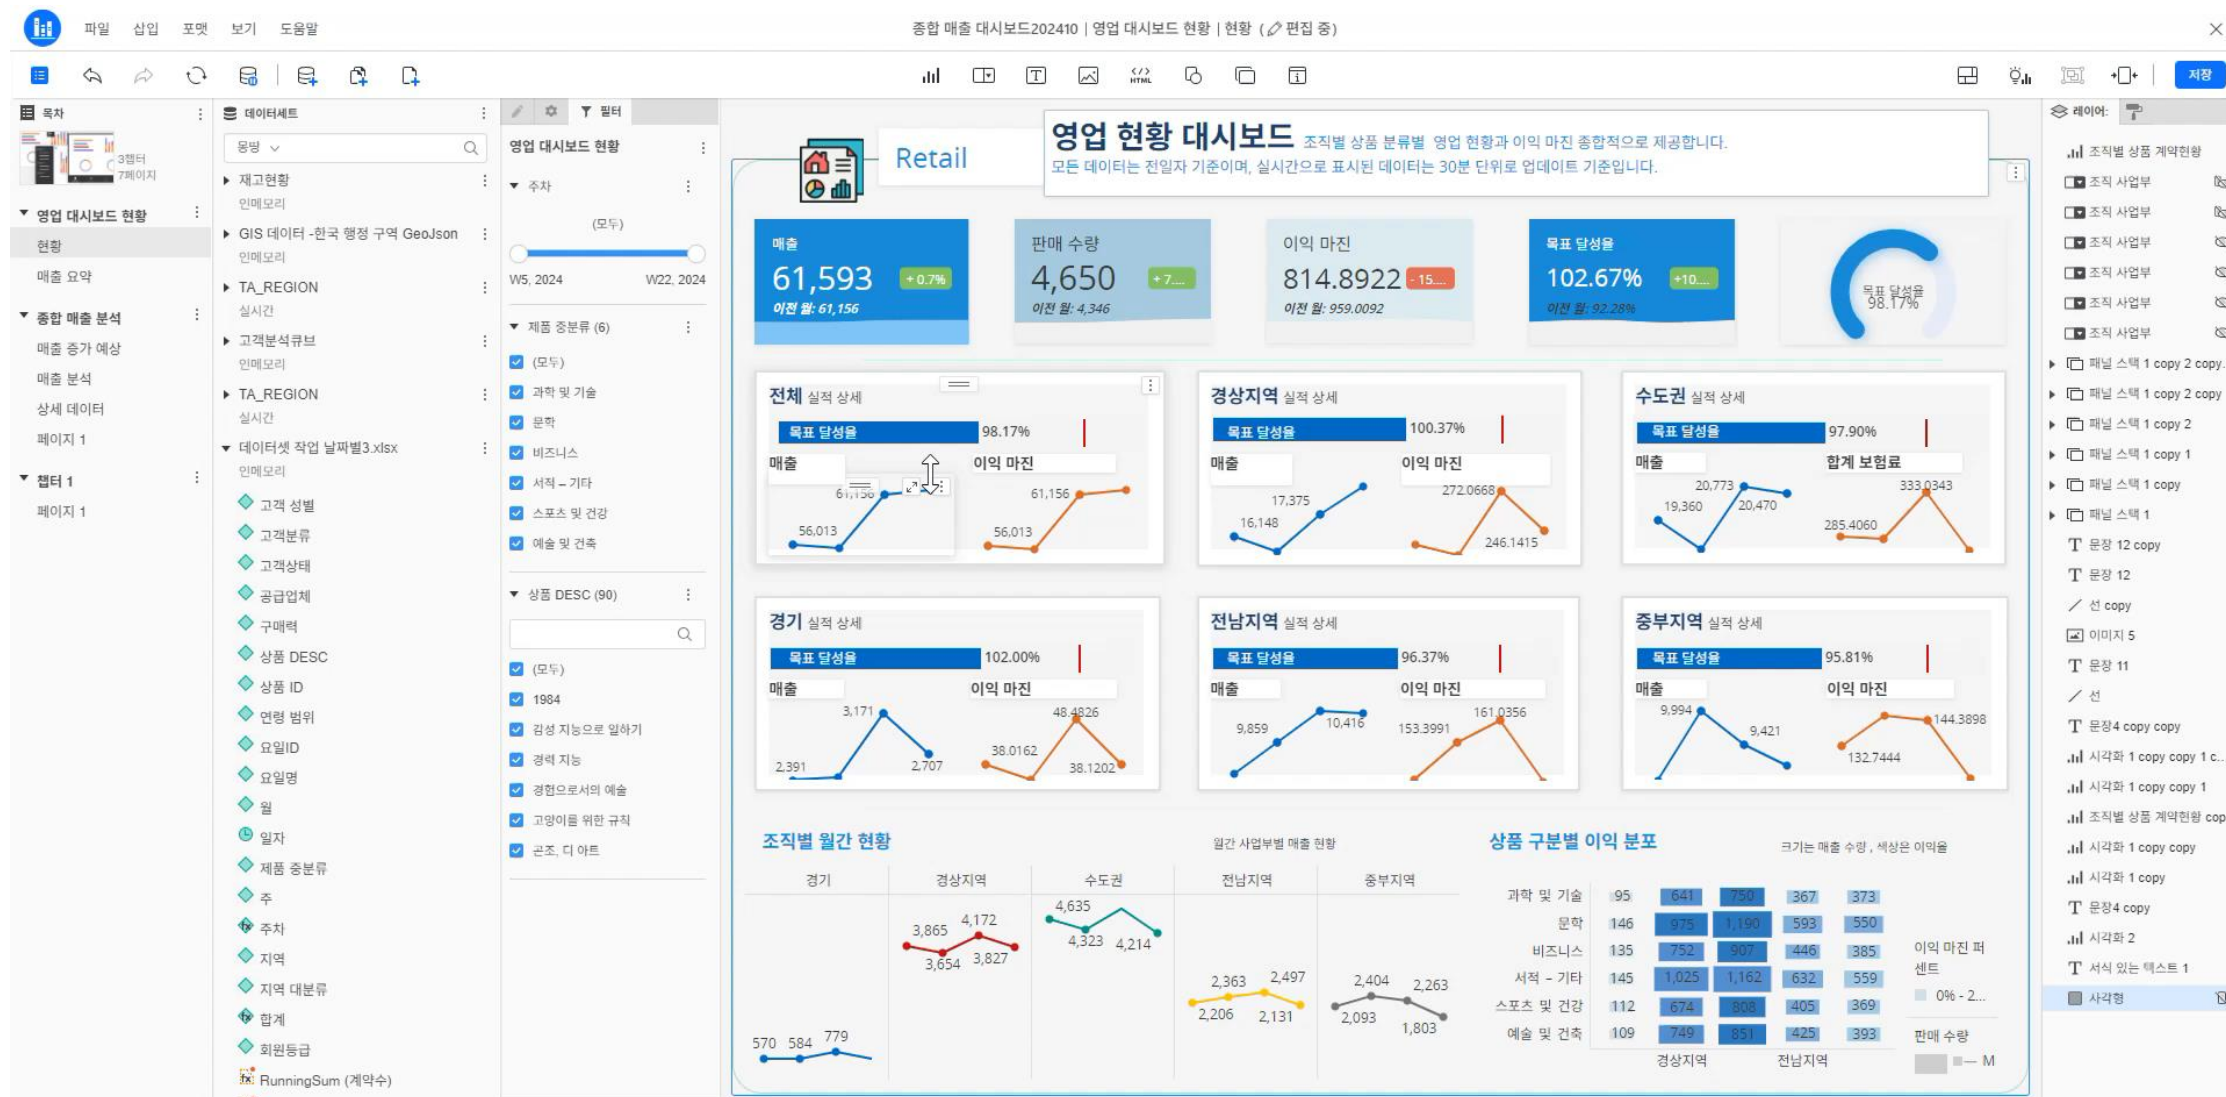 파일 삽입 포맷 보기 도움말
종합 매출 대시보드202410 | 영업 대시보드 현황 | 현황 ( 편집 중)
HTML
저장
목차
3챕터
7페이지
영업 대시보드 현황
현황
매출 요약
종합 매출 분석
매출 증가 예상
매출 분석
상세 데이터
페이지 1
챕터 1
페이지 1
데이터세트
몽땅
재고현황
인메모리
GIS 데이터 -한국 행정 구역 GeoJson
인메모리
TA_REGION
실시간
고객분석큐브
인메모리
TA_REGION
실시간
데이터셋 작업 날짜별3.xlsx
인메모리
고객 성별
고객분류
고객상태
공급업체
구매력
상품 DESC
상품 ID
연령 범위
요일ID
요일명
월
일자
제품 중분류
주
주차
지역
지역 대분류
합계
회원등급
RunningSum (계약수)
필터
영업 대시보드 현황
주차
(모두)
W5, 2024 W22, 2024
제품 중분류 (6)
(모두)
과학 및 기술
문학
비즈니스
서적 – 기타
스포츠 및 건강
예술 및 건축
상품 DESC (90)
(모두)
1984
감성 지능으로 일하기
경력 지능
경험으로서의 예술
고양이를 위한 규칙
곤조, 디 아트
Retail
영업 현황 대시보드 조직별 상품 분류별 영업 현황과 이익 마진 종합적으로 제공합니다.
모든 데이터는 전일자 기준이며, 실시간으로 표시된 데이터는 30분 단위로 업데이트 기준입니다.
매출
61,593 + 0.7%
이전 월: 61,156
판매 수량
4,650 + 7....
이전 월: 4,346
이익 마진
814.8922 - 15....
이전 월: 959.0092
목표 달성율
102.67% +10....
이전 월: 92.28%
목표 달성율
98.17%
전체 실적 상세
목표 달성율 98.17%
매출 이익 마진
61,156 61,156
56,013 56,013
경상지역 실적 상세
목표 달성율 100.37%
매출 이익 마진
17,375 272.0668
16,148 246.1415
수도권 실적 상세
목표 달성율 97.90%
매출 합계 보험료
20,773 333.0343
19,360 20,470
285.4060
경기 실적 상세
목표 달성율 102.00%
매출 이익 마진
3,171 48.4826
38.0162
2,391 2,707 38.1202
전남지역 실적 상세
목표 달성율 96.37%
매출 이익 마진
161.0356
9,859 10,416 153.3991
중부지역 실적 상세
목표 달성율 95.81%
매출 이익 마진
9,994 144.3898
9,421
132.7444
조직별 월간 현황 월간 사업부별 매출 현황
경기 경상지역 수도권 전남지역 중부지역
4,635
3,865 4,172
4,323 4,214
3,654 3,827
2,363 2,497 2,404 2,263
2,206 2,131 2,093 1,803
570 584 779
상품 구분별 이익 분포 크기는 매출 수량 , 색상은 이익율
과학 및 기술 95 641 750 367 373
문학 146 975 1,190 593 550
비즈니스 135 752 907 446 385
서적 – 기타 145 1,025 1,162 632 559
스포츠 및 건강 112 674 808 405 369
예술 및 건축 109 749 851 425 393
경상지역 전남지역
이익 마진 퍼
센트
0% - 2...
판매 수량
— M
레이어:
조직별 상품 계약현황
조직 사업부
조직 사업부
조직 사업부
조직 사업부
조직 사업부
조직 사업부
패널 스택 1 copy 2 copy.
패널 스택 1 copy 2 copy
패널 스택 1 copy 2
패널 스택 1 copy 1
패널 스택 1 copy
패널 스택 1
문장 12 copy
문장 12
선 copy
이미지 5
문장 11
선
문장4 copy copy
시각화 1 copy copy 1 c..
시각화 1 copy copy 1
조직별 상품 계약현황 cop
시각화 1 copy copy
시각화 1 copy
문장4 copy
시각화 2
서식 있는 텍스트 1
사각형